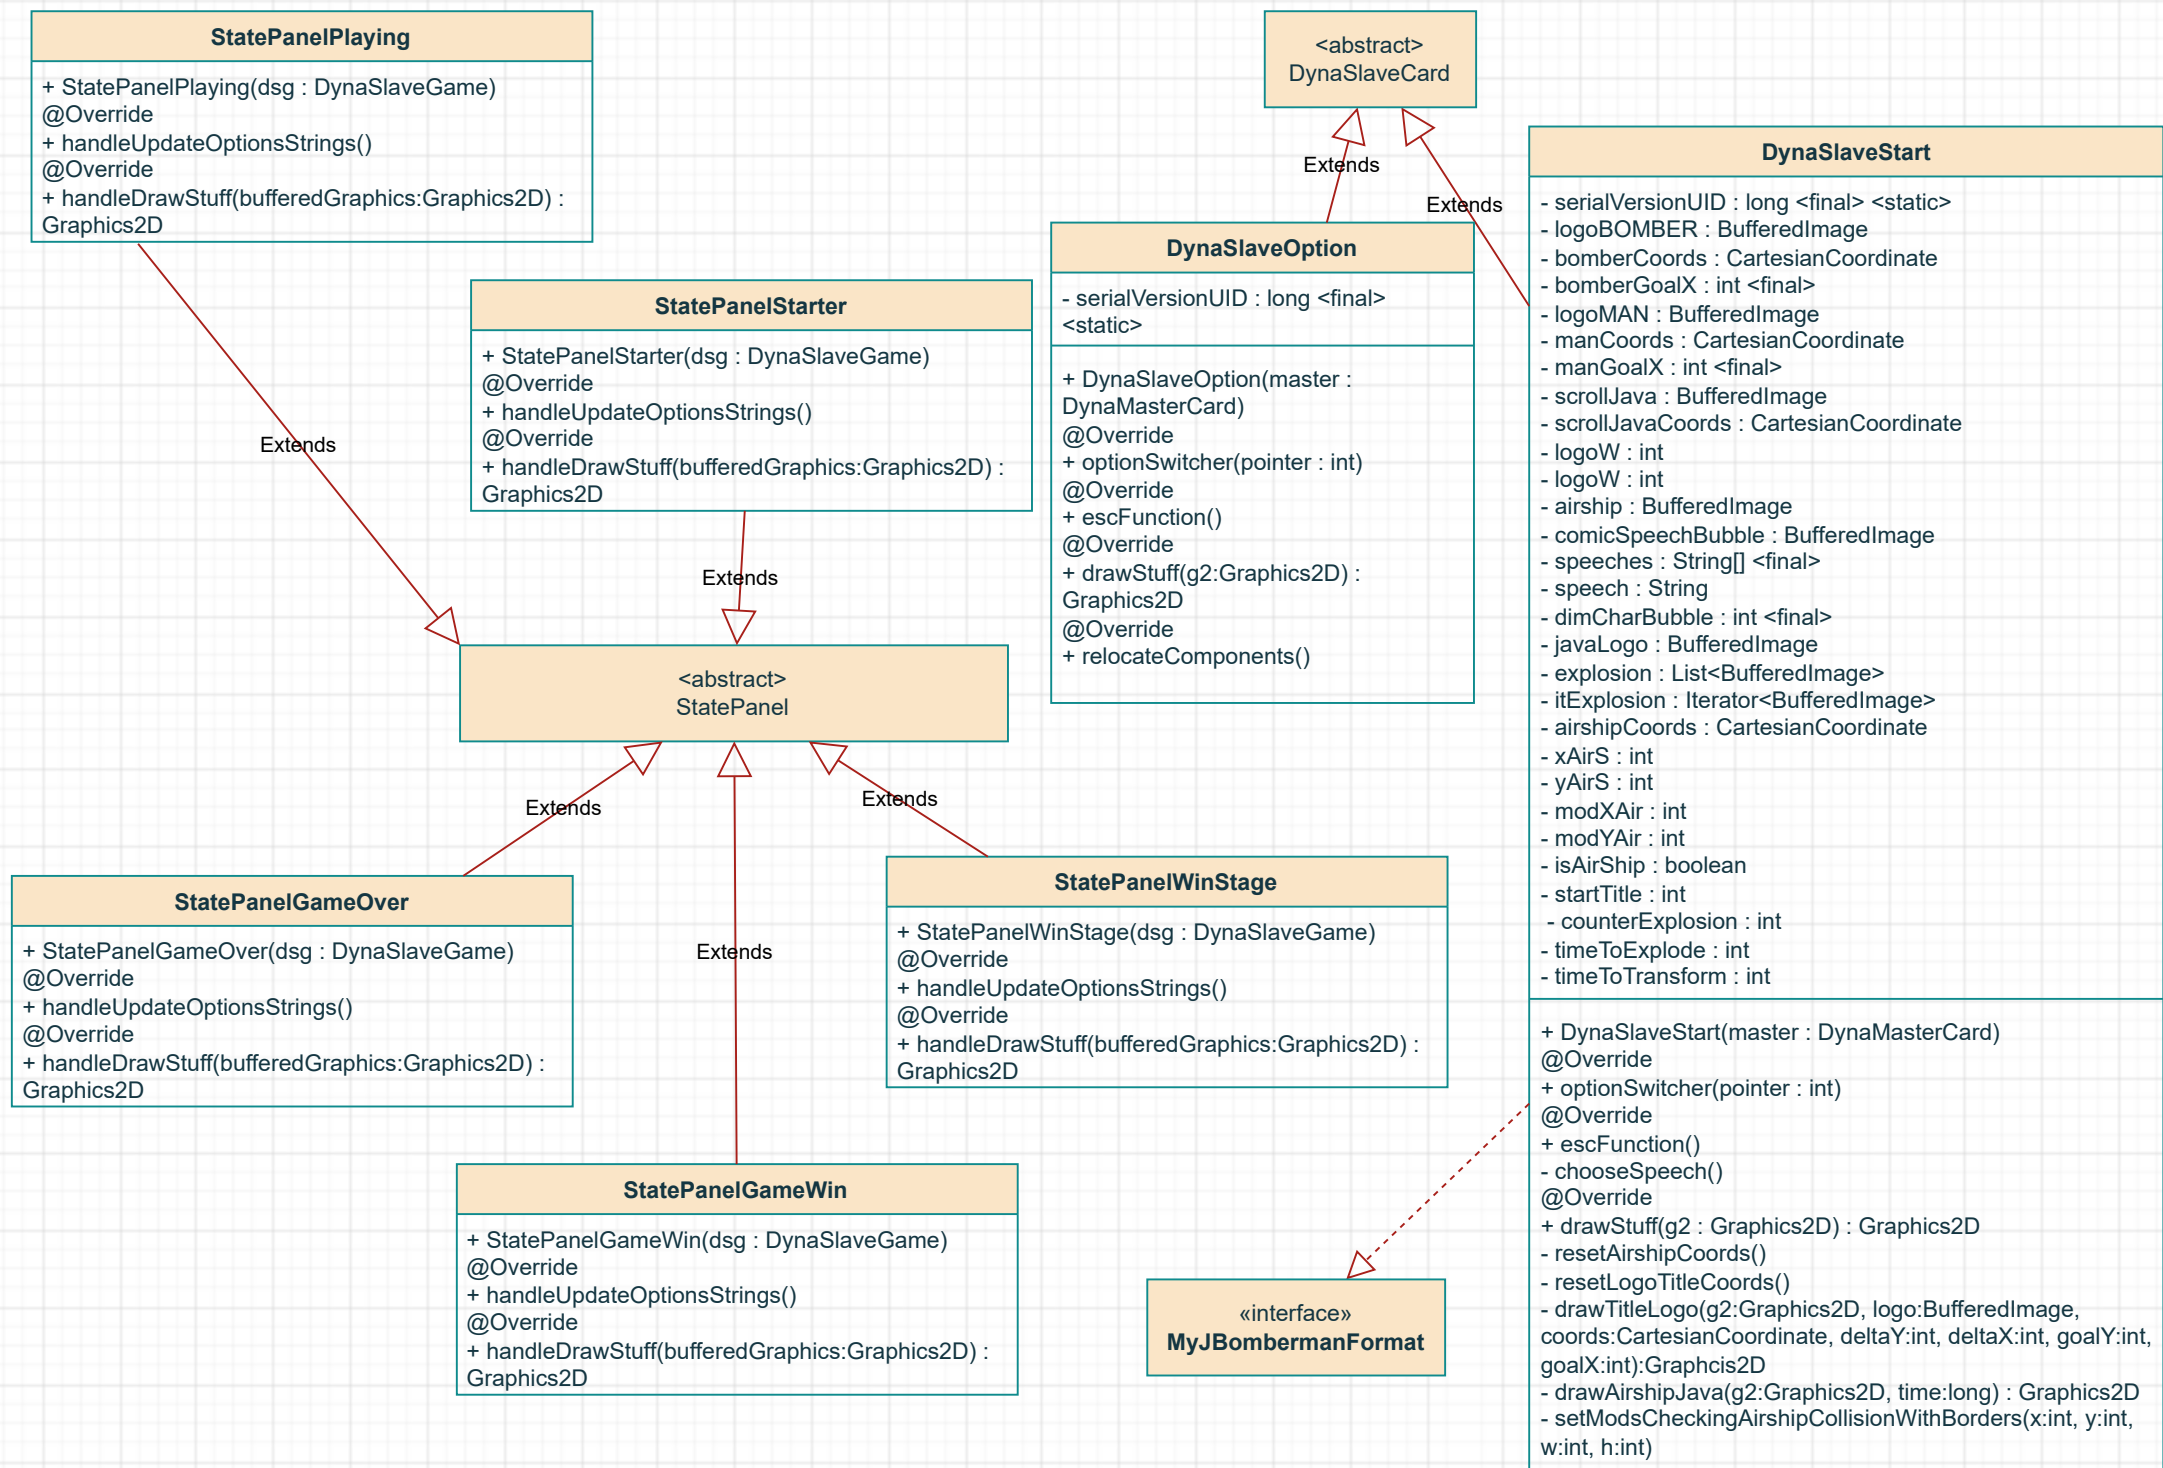 StatePanelPlaying
+ StatePanelPlaying(dsg : DynaSlaveGame)
@Override
+ handleUpdateOptionsStrings()
@Override
+ handleDrawStuff(bufferedGraphics:Graphics2D) :
Graphics2D
Extends
StatePanelStarter
+ StatePanelStarter(dsg : DynaSlaveGame)
@Override
+ handleUpdateOptionsStrings()
@Override
+ handleDrawStuff(bufferedGraphics:Graphics2D) :
Graphics2D
Extends
<abstract>
StatePanel
Extends
Extends
Extends
StatePanelGameOver
+ StatePanelGameOver(dsg : DynaSlaveGame)
@Override
+ handleUpdateOptionsStrings()
@Override
+ handleDrawStuff(bufferedGraphics:Graphics2D) :
Graphics2D
StatePanelWinStage
+ StatePanelWinStage(dsg : DynaSlaveGame)
@Override
+ handleUpdateOptionsStrings()
@Override
+ handleDrawStuff(bufferedGraphics:Graphics2D) :
Graphics2D
StatePanelGameWin
+ StatePanelGameWin(dsg : DynaSlaveGame)
@Override
+ handleUpdateOptionsStrings()
@Override
+ handleDrawStuff(bufferedGraphics:Graphics2D) :
Graphics2D
<abstract>
DynaSlaveCard
Extends
Extends
DynaSlaveOption
- serialVersionUID : long <final>
<static>
+ DynaSlaveOption(master :
DynaMasterCard)
@Override
+ optionSwitcher(pointer : int)
@Override
+ escFunction()
@Override
+ drawStuff(g2:Graphics2D) :
Graphics2D
@Override
+ relocateComponents()
DynaSlaveStart
- serialVersionUID : long <final> <static>
- logoBOMBER : BufferedImage
- bomberCoords : CartesianCoordinate
- bomberGoalX : int <final>
- logoMAN : BufferedImage
- manCoords : CartesianCoordinate
- manGoalX : int <final>
- scrollJava : BufferedImage
- scrollJavaCoords : CartesianCoordinate
- logoW : int
- logoW : int
- airship : BufferedImage
- comicSpeechBubble : BufferedImage
- speeches : String[] <final>
- speech : String
- dimCharBubble : int <final>
- javaLogo : BufferedImage
- explosion : List<BufferedImage>
- itExplosion : Iterator<BufferedImage>
- airshipCoords : CartesianCoordinate
- xAirS : int
- yAirS : int
- modXAir : int
- modYAir : int
- isAirShip : boolean
- startTitle : int
- counterExplosion : int
- timeToExplode : int
- timeToTransform : int
+ DynaSlaveStart(master : DynaMasterCard)
@Override
+ optionSwitcher(pointer : int)
@Override
+ escFunction()
- chooseSpeech()
@Override
+ drawStuff(g2 : Graphics2D) : Graphics2D
- resetAirshipCoords()
- resetLogoTitleCoords()
- drawTitleLogo(g2:Graphics2D, logo:BufferedImage,
coords:CartesianCoordinate, deltaY:int, deltaX:int, goalY:int,
goalX:int):Graphcis2D
- drawAirshipJava(g2:Graphics2D, time:long) : Graphics2D
- setModsCheckingAirshipCollisionWithBorders(x:int, y:int,
w:int, h:int)
«interface»
MyJBombermanFormat